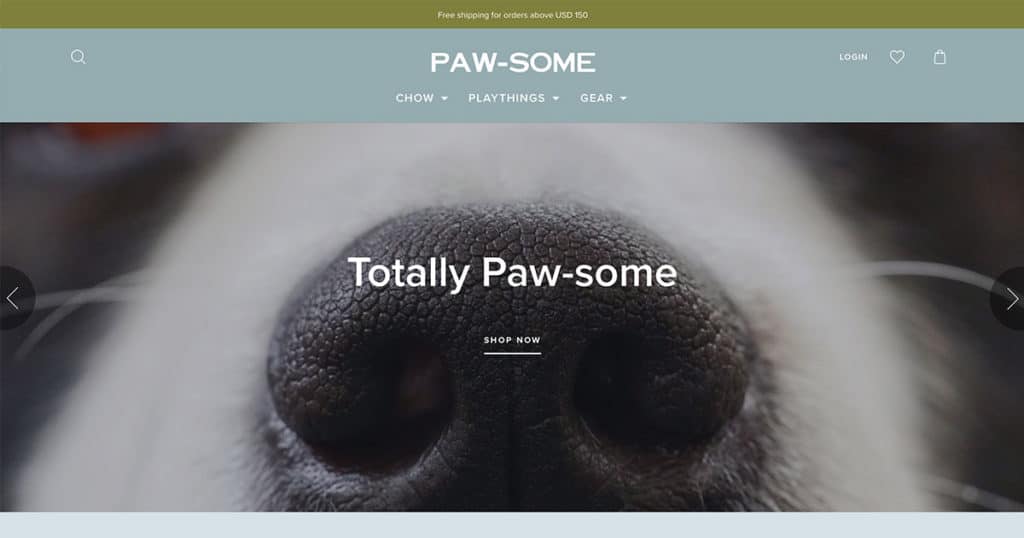 Free shipping for orders above USD 150
PAW-SOME
LOGIN
CHOW PLAYTHINGS GEAR
Totally Paw-some
SHOP NOW